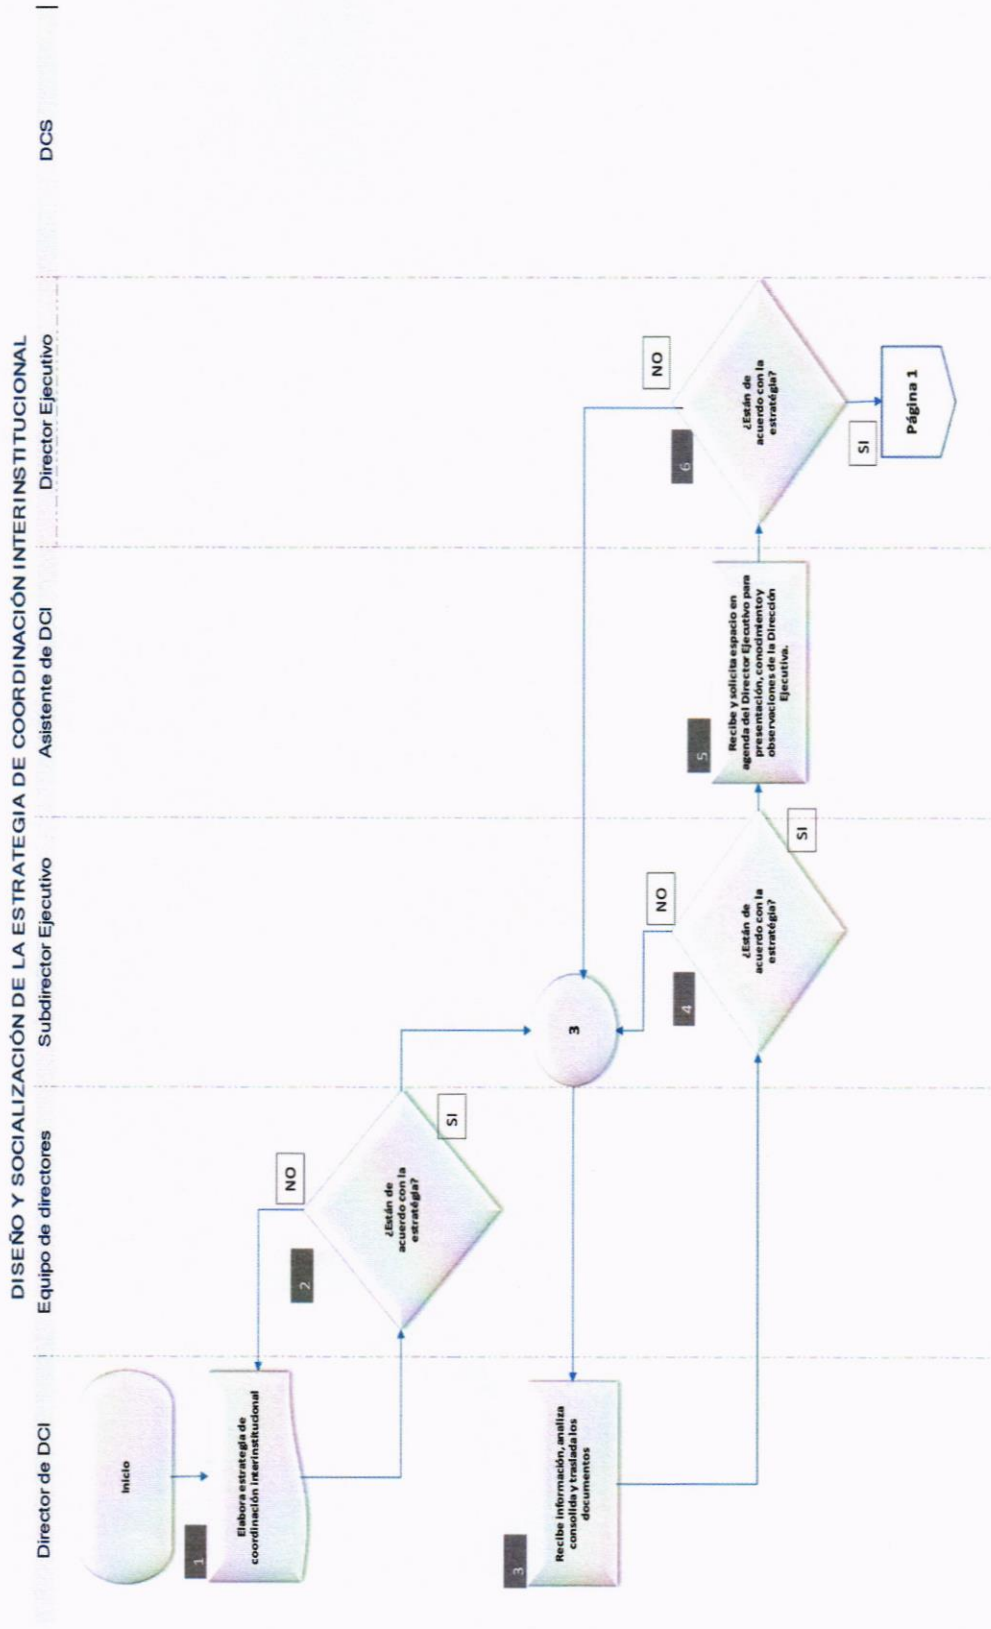 DISEÑO Y SOCIALIZACIÓN DE LA ESTRATEGIA DE COORDINACIÓN INTERINSTITUCIONAL
Director de DCI
Equipo de directores
Subdirector Ejecutivo
Asistente de DCI
Director Ejecutivo
DCS
Inicio
1
Elabora estrategia de
coordinación interinstitucional
2
¿Están de
acuerdo con la
estratégia?
NO
SI
3
3
Recibe información, analiza
consolida y traslada los
documentos
4
¿Están de
acuerdo con la
estratégia?
NO
SI
5
Recibe y solicita espacio en
agenda del Director Ejecutivo para
presentación, conocimiento y
observaciones de la Dirección
Ejecutiva.
6
¿Están de
acuerdo con la
estratégia?
NO
SI
Página 1